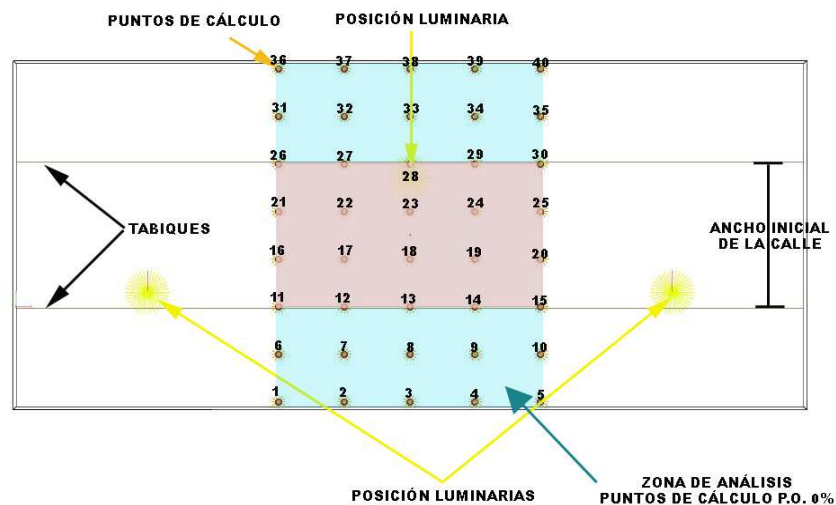 PUNTOS DE CÁLCULO
POSICIÓN LUMINARIA
36 37 38 39 40
31 32 33 34 35
26 27 29 30
28
21 22 23 24 25
TABIQUES
ANCHO INICIAL
DE LA CALLE
16 17 18 19 20
11 12 13 14 15
6 7 8 9 10
1 2 3 4 5
POSICIÓN LUMINARIAS
ZONA DE ANÁLISIS
PUNTOS DE CÁLCULO P.O. 0%